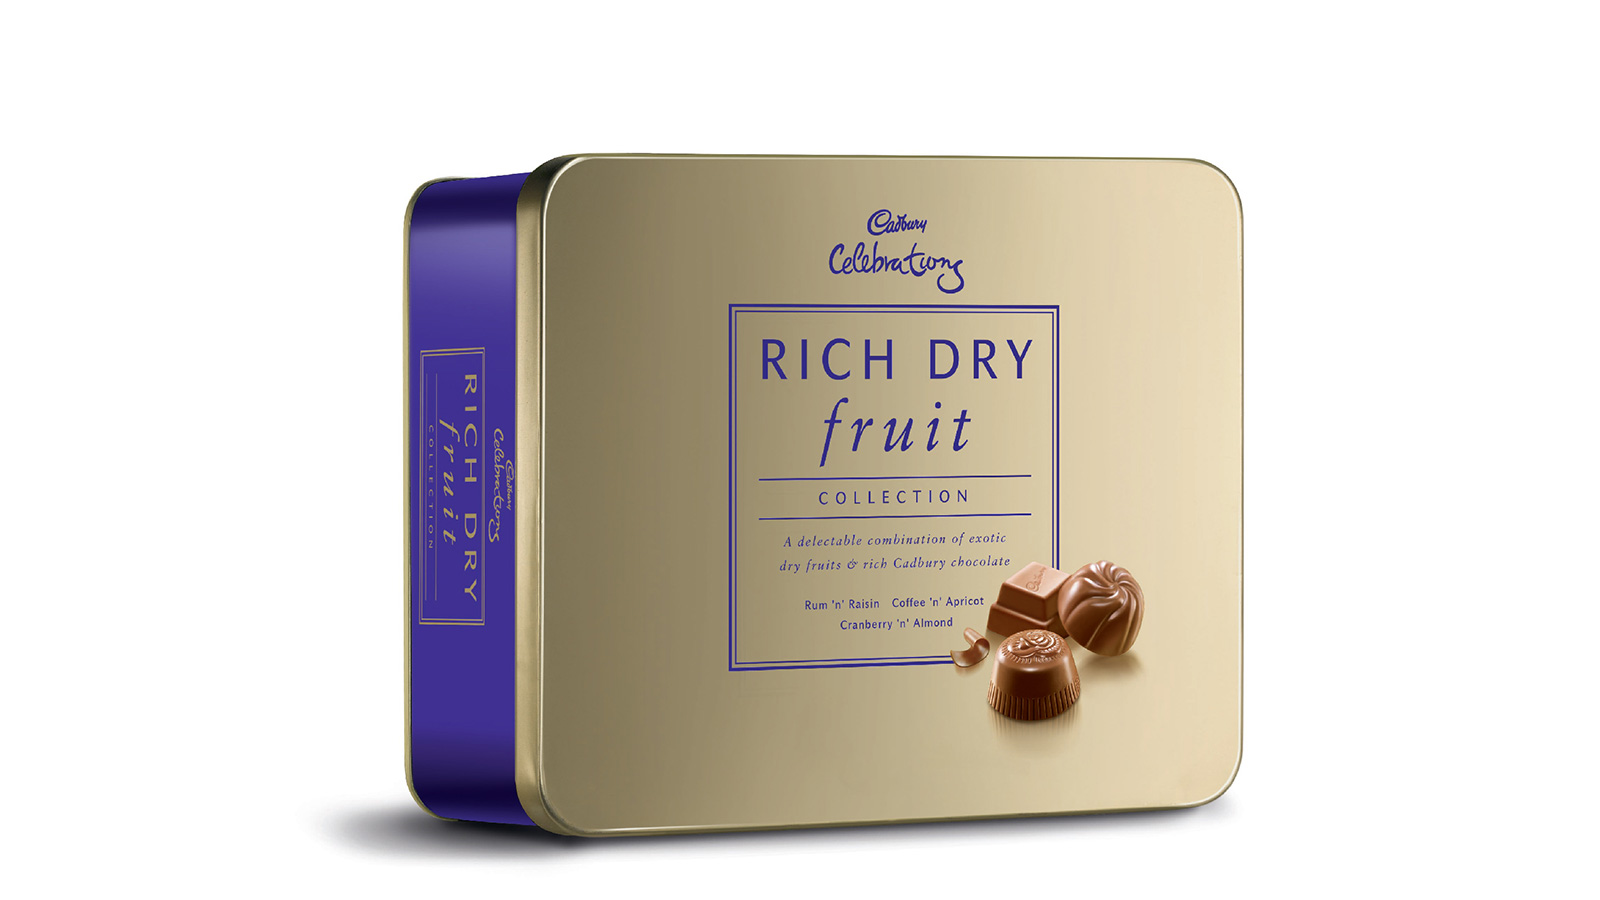 Cadbury
Celebrations
RICH DRY
fruit
COLLECTION
A delectable combination of exotic
dry fruits & rich Cadbury chocolate
Rum 'n' Raisin Coffee 'n' Apricot
Cranberry 'n' Almond
Cadbury
Cadbury
Celebrations
RICH DRY
fruit
COLLECTION